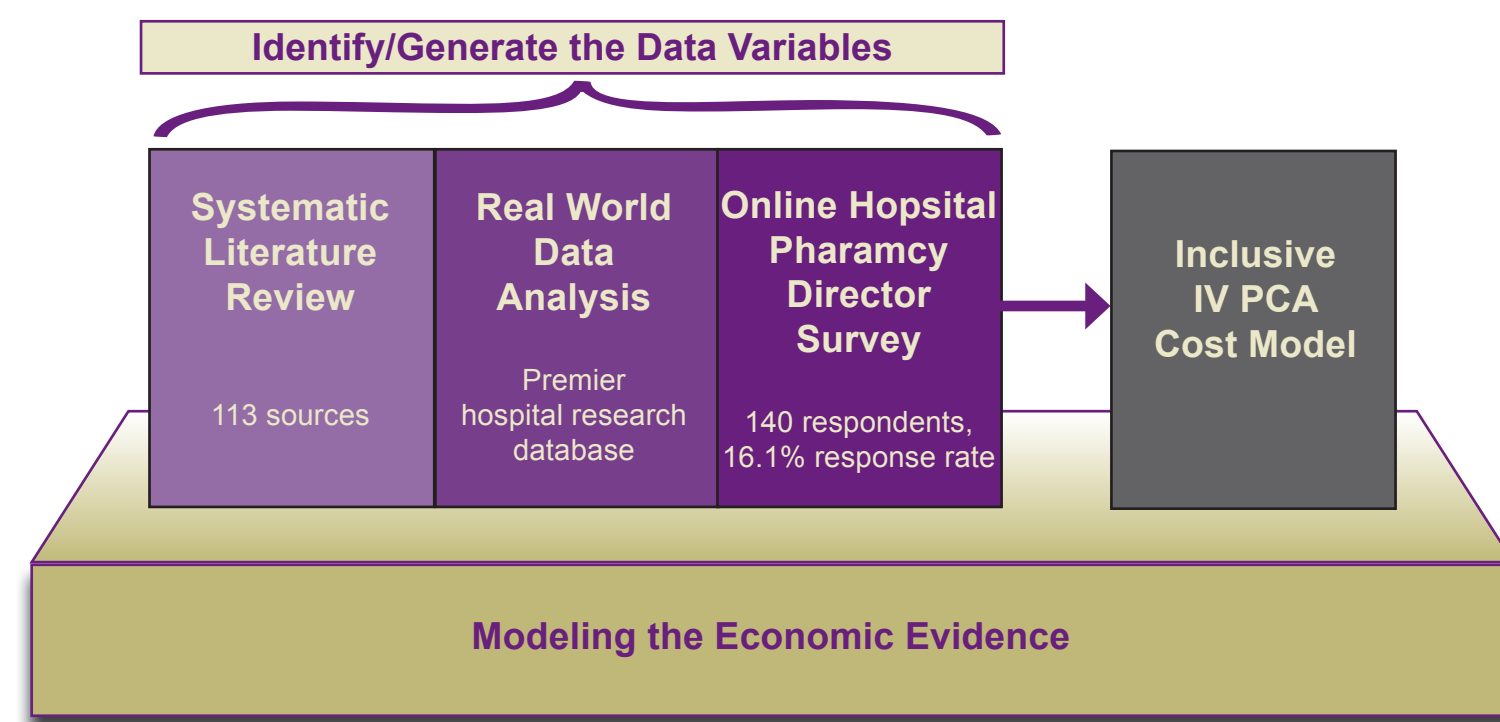 Identify/Generate the Data Variables
Systematic
Literature
Review
113 sources
Real World
Data
Analysis
Premier
hospital research
database
Online Hopsital
Pharamcy
Director
Survey
140 respondents,
16.1% response rate
Inclusive
IV PCA
Cost Model
Modeling the Economic Evidence